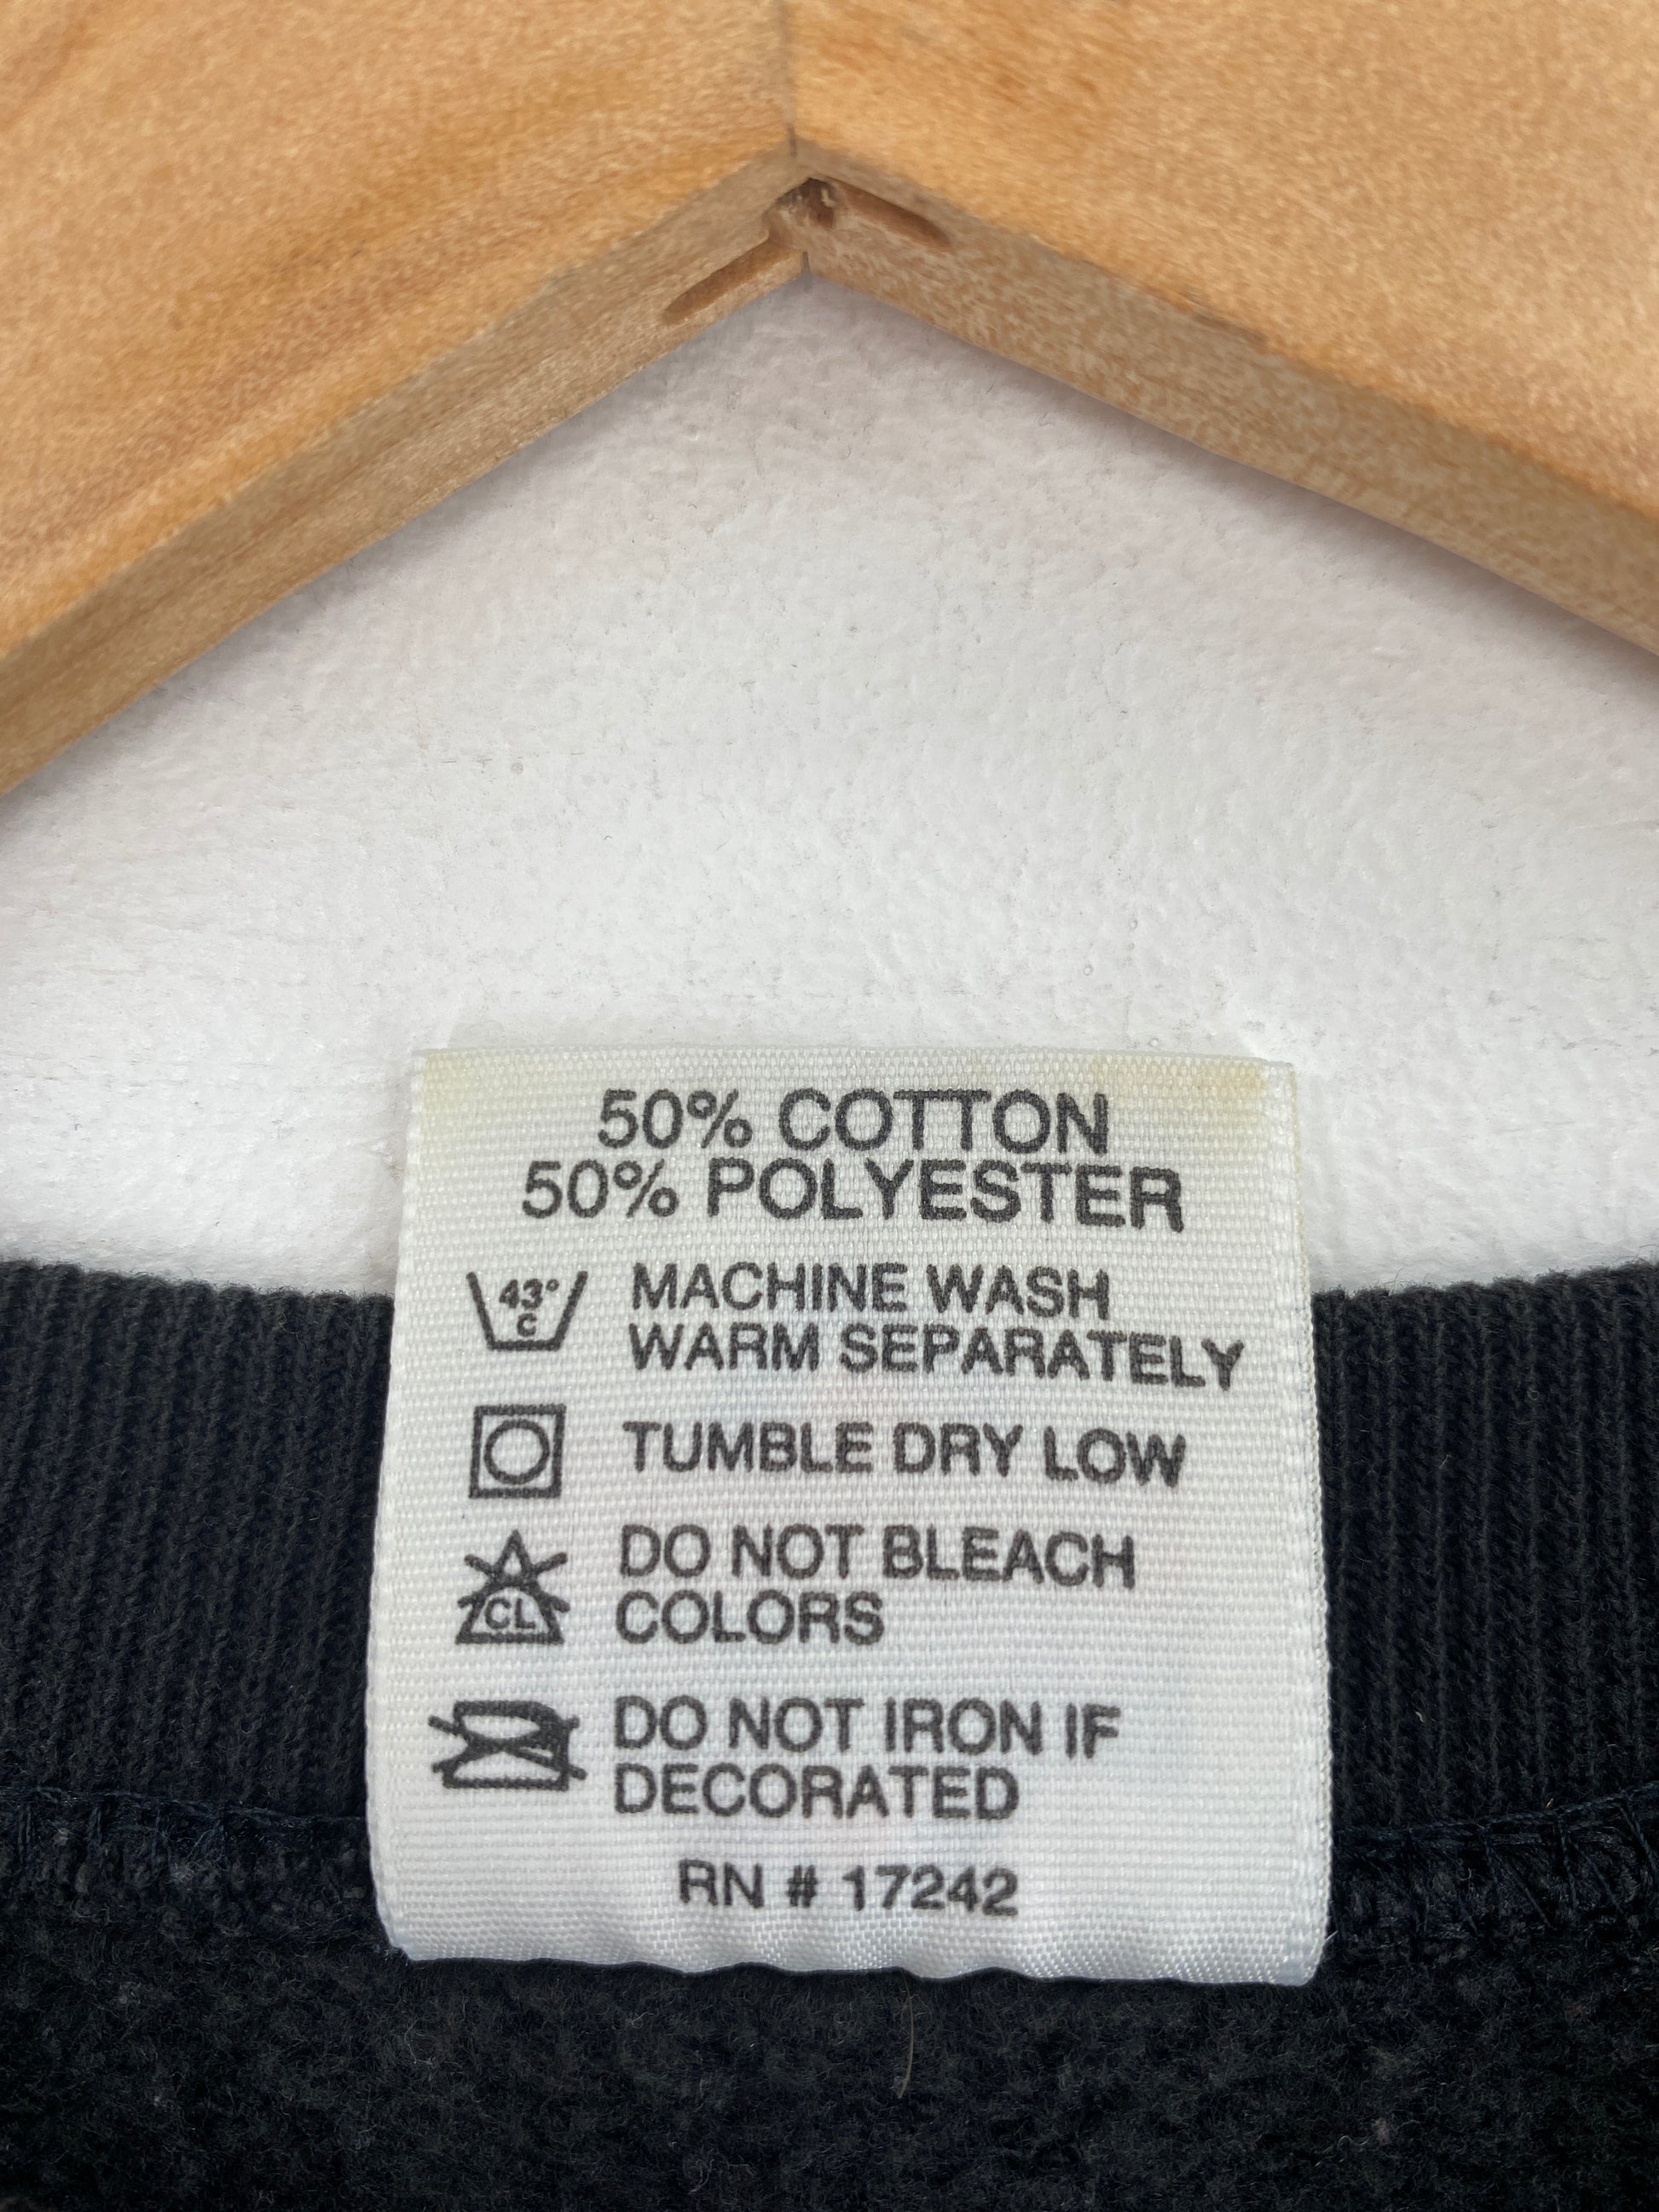 50% COTTON
50% POLYESTER
43°
C
MACHINE WASH
WARM SEPARATELY
TUMBLE DRY LOW
CL
DO NOT BLEACH
COLORS
DO NOT IRON IF
DECORATED
RN # 17242